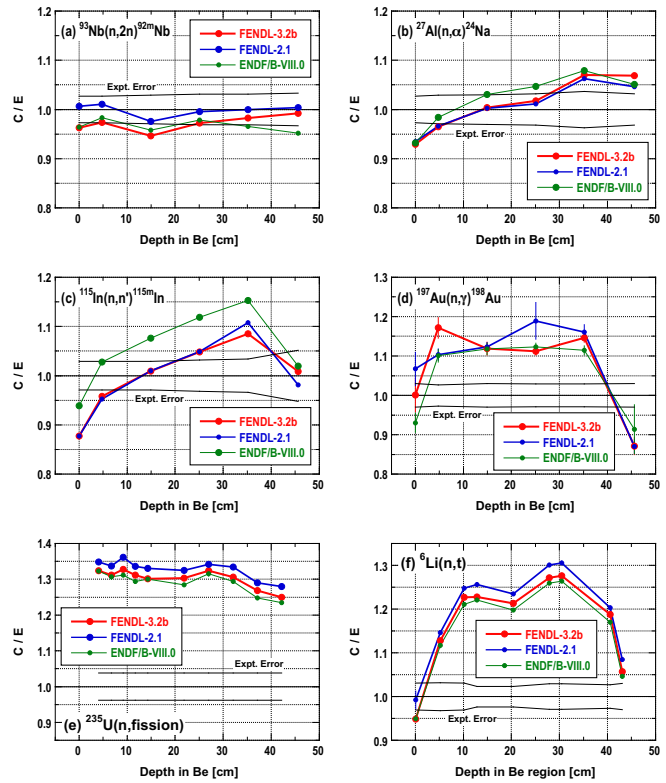 (a) ⁹³Nb(n,2n)⁹²ᵐNb
FENDL-3.2b
FENDL-2.1
ENDF/B-VIII.0
Expt. Error
1.2
1.1
1.0
0.9
0.8
C / E
0 10 20 30 40 50
Depth in Be [cm]
(b) ²⁷Al(n,α)²⁴Na
Expt. Error
Expt. Error
FENDL-3.2b
FENDL-2.1
ENDF/B-VIII.0
1.2
1.1
1.0
0.9
0.8
C / E
0 10 20 30 40 50
Depth in Be [cm]
(c) ¹¹⁵In(n,n')¹¹⁵ᵐIn
Expt. Error
FENDL-3.2b
FENDL-2.1
ENDF/B-VIII.0
1.2
1.1
1.0
0.9
0.8
C / E
0 10 20 30 40 50
Depth in Be [cm]
(d) ¹⁹⁷Au(n,γ)¹⁹⁸Au
Expt. Error
FENDL-3.2b
FENDL-2.1
ENDF/B-VIII.0
1.3
1.2
1.1
1.0
0.9
0.8
C / E
0 10 20 30 40 50
Depth in Be [cm]
FENDL-3.2b
FENDL-2.1
ENDF/B-VIII.0
Expt. Error
(e) ²³⁵U(n,fission)
1.4
1.3
1.2
1.1
1.0
0.9
C / E
0 10 20 30 40 50
Depth in Be [cm]
(f) ⁶Li(n,t)
FENDL-3.2b
FENDL-2.1
ENDF/B-VIII.0
Expt. Error
1.4
1.3
1.2
1.1
1.0
0.9
C / E
0 10 20 30 40 50
Depth in Be region [cm]